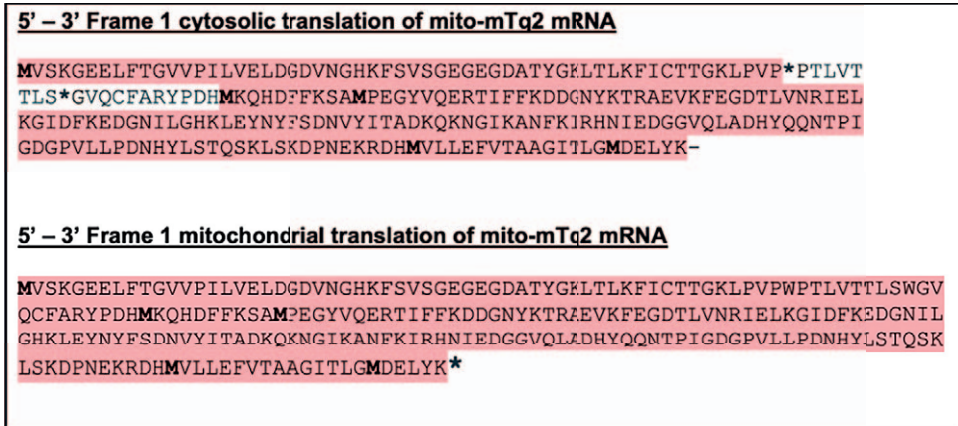 5' – 3' Frame 1 cytosolic translation of mito-mTq2 mRNA
MVSKGEELFTGVVPILVELDGDVNGHKFSVSGEGEGDATYGKLTLKFICTTGKLPVP*PTLVT
TLS*GVQCFARYPDHMKQHDFFKSAMPEGYVQERTIFFKDDGNYKTRAEVKFEGDTLVNRIEL
KGIDFKEDGNILGHKLEYNYFSDNVYITADKQKNGIKANFKIRHNIEDGGVQLADHYQQNTPI
GDGPVLLPDNHYLSTQSKLSKDPNEKRDHMVLLEFVTAAGITLGMDELYK–
5' – 3' Frame 1 mitochondrial translation of mito-mTq2 mRNA
MVSKGEELFTGVVPILVELDGDVNGHKFSVSGEGEGDATYGKLTLKFICTTGKLPVPWPTLVTTLSWGV
QCFARYPDHMKQHDFFKSAMPEGYVQERTIFFKDDGNYKTRAEVKFEGDTLVNRIELKGIDFKEDGNIL
GHKLEYNYFSDNVYITADKQKNGIKANFKIRHNIEDGGVQLADHYQQNTPIGDGPVLLPDNHYLSTQSK
LSKDPNEKRDHMVLLEFVTAAGITLGMDELYK*